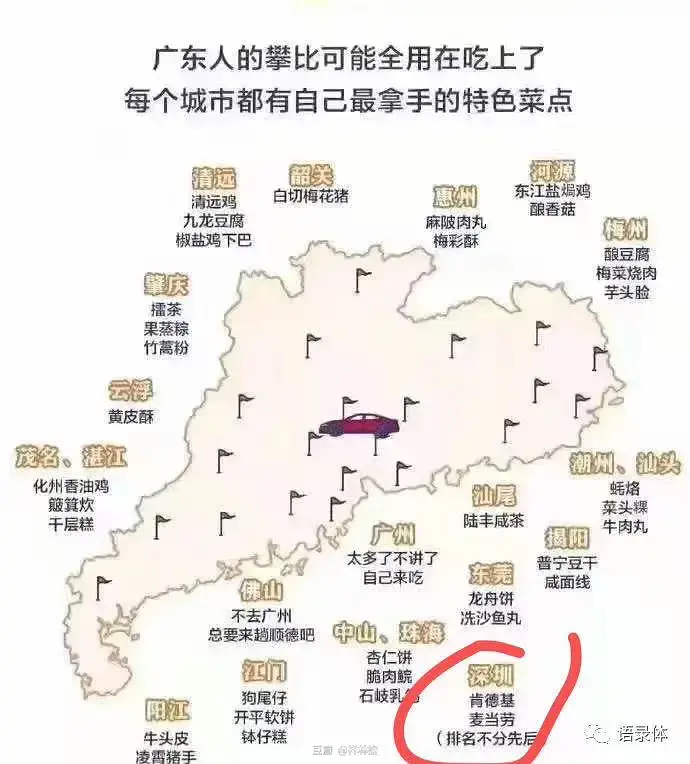 广东人的攀比可能全用在吃上了
每个城市都有自己最拿手的特色菜点
清远
清远鸡
九龙豆腐
椒盐鸡下巴
韶关
白切梅花猪
惠州
麻陂肉丸
梅彩酥
河源
东江盐焗鸡
酿香菇
梅州
酿豆腐
梅菜烧肉
芋头脸
肇庆
擂茶
果蒸粽
竹蒿粉
云浮
黄皮酥
茂名、湛江
化州香油鸡
簸箕炊
干层糕
潮州、汕头
蚝烙
菜头粿
牛肉丸
汕尾
陆丰咸茶
揭阳
普宁豆干
咸面线
广州
太多了不讲了
自己来吃
东莞
龙舟饼
冼沙鱼丸
佛山
不去广州
总要来趟顺德吧
中山、珠海
杏仁饼
脆肉鲩
石岐乳
深圳
肯德基
麦当劳
（排名不分先后
江门
狗尾仔
开平软饼
钵仔糕
阳江
牛头皮
凌霄猪手
语录体
豆瓣